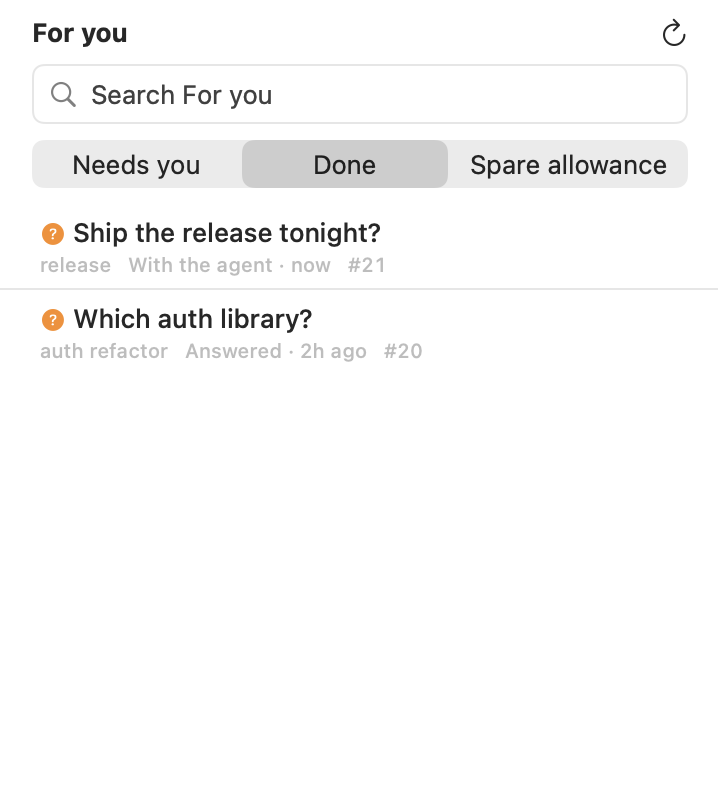 For you
Search For you
Needs you Done Spare allowance
? Ship the release tonight?
release With the agent · now #21
? Which auth library?
auth refactor Answered · 2h ago #20